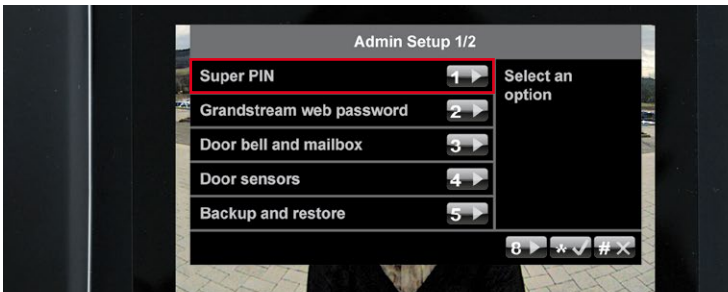 Admin Setup 1/2
Super PIN 1
Grandstream web password 2
Door bell and mailbox 3
Door sensors 4
Backup and restore 5
Select an
option
8 * #